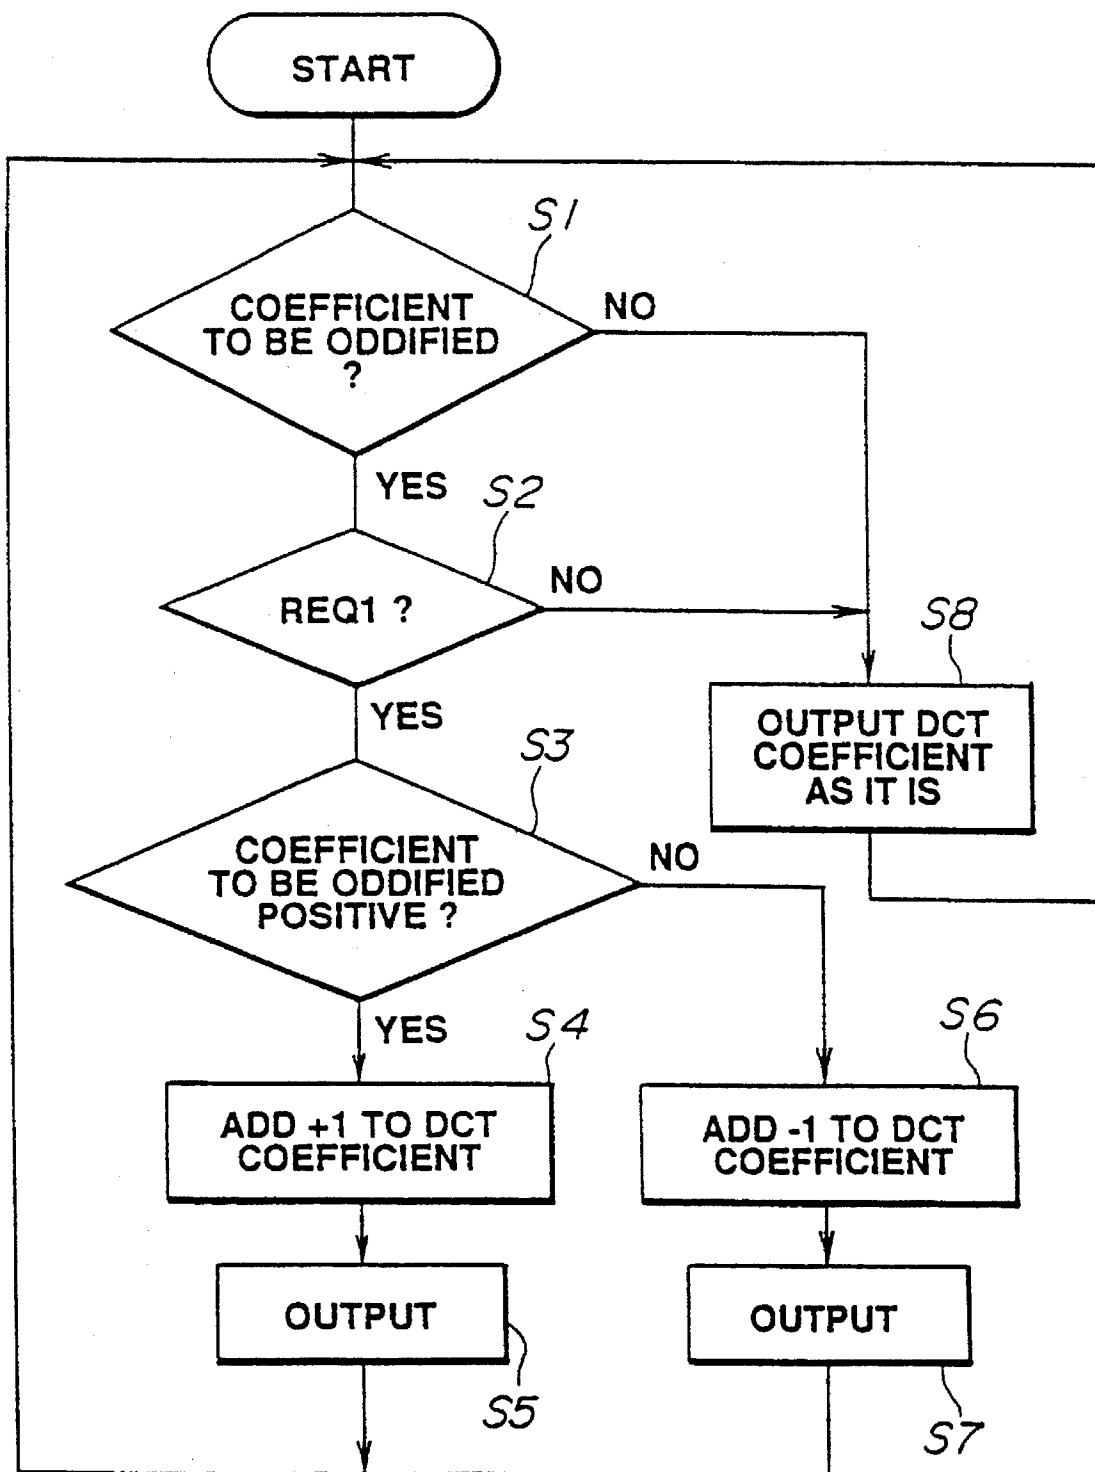 START
S1
COEFFICIENT
TO BE ODDIFIED
?
NO
YES
S2
REQ1 ?
NO
S8
OUTPUT DCT
COEFFICIENT
AS IT IS
YES
S3
COEFFICIENT
TO BE ODDIFIED
POSITIVE ?
NO
YES
S4
ADD +1 TO DCT
COEFFICIENT
S6
ADD -1 TO DCT
COEFFICIENT
OUTPUT
S5
OUTPUT
S7